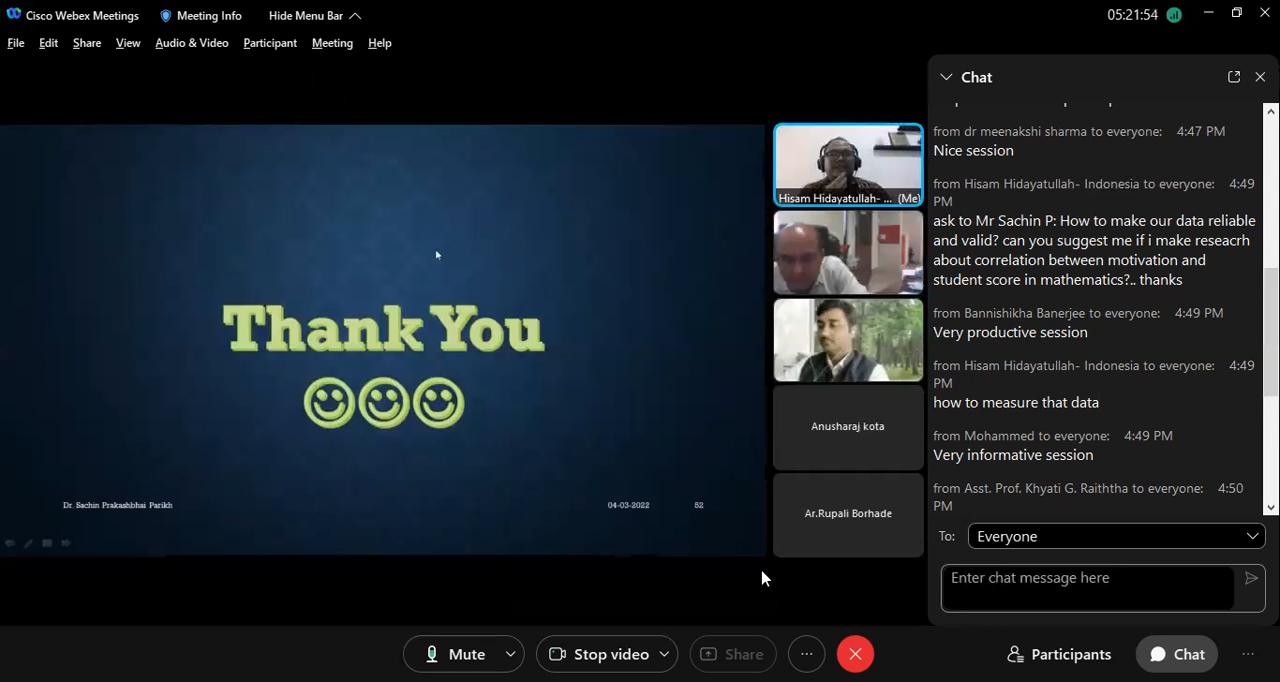 Cisco Webex Meetings
Meeting Info
Hide Menu Bar
05:21:54
File Edit Share View Audio & Video Participant Meeting Help
Thank You
Dr. Sachin Prakashbhai Parikh
04-03-2022
52
Hisam Hidayatullah- ... (Me)
Anusharaj kota
Ar.Rupali Borhade
Chat
from dr meenakshi sharma to everyone: 4:47 PM
Nice session
from Hisam Hidayatullah- Indonesia to everyone: 4:49
PM
ask to Mr Sachin P: How to make our data reliable
and valid? can you suggest me if i make reseacrh
about correlation between motivation and
student score in mathematics?.. thanks
from Bannishikha Banerjee to everyone: 4:49 PM
Very productive session
from Hisam Hidayatullah- Indonesia to everyone: 4:49
PM
how to measure that data
from Mohammed to everyone: 4:49 PM
Very informative session
from Asst. Prof. Khyati G. Raiththa to everyone: 4:50
PM
To: Everyone
Enter chat message here
Mute
Stop video
Share
Participants
Chat